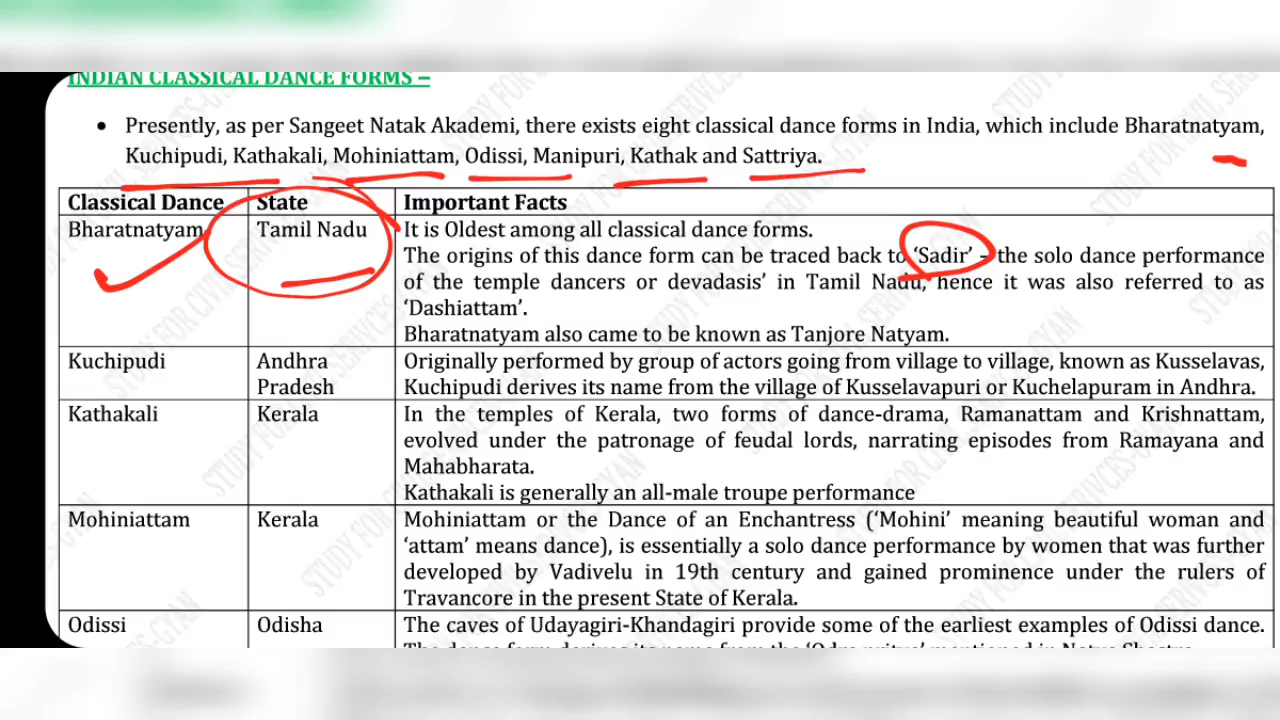 INDIAN CLASSICAL DANCE FORMS –
• Presently, as per Sangeet Natak Akademi, there exists eight classical dance forms in India, which include Bharatnatyam,
Kuchipudi, Kathakali, Mohiniattam, Odissi, Manipuri, Kathak and Sattriya.
Classical Dance State Important Facts
Bharatnatyam Tamil Nadu It is Oldest among all classical dance forms.
The origins of this dance form can be traced back to ‘Sadir’ – the solo dance performance
of the temple dancers or devadasis’ in Tamil Nadu, hence it was also referred to as
‘Dashiattam’.
Bharatnatyam also came to be known as Tanjore Natyam.
Kuchipudi Andhra Originally performed by group of actors going from village to village, known as Kusselavas,
Pradesh Kuchipudi derives its name from the village of Kusselavapuri or Kuchelapuram in Andhra.
Kathakali Kerala In the temples of Kerala, two forms of dance-drama, Ramanattam and Krishnattam,
evolved under the patronage of feudal lords, narrating episodes from Ramayana and
Mahabharata.
Kathakali is generally an all-male troupe performance
Mohiniattam Kerala Mohiniattam or the Dance of an Enchantress (‘Mohini’ meaning beautiful woman and
‘attam’ means dance), is essentially a solo dance performance by women that was further
developed by Vadivelu in 19th century and gained prominence under the rulers of
Travancore in the present State of Kerala.
Odissi Odisha The caves of Udayagiri-Khandagiri provide some of the earliest examples of Odissi dance.